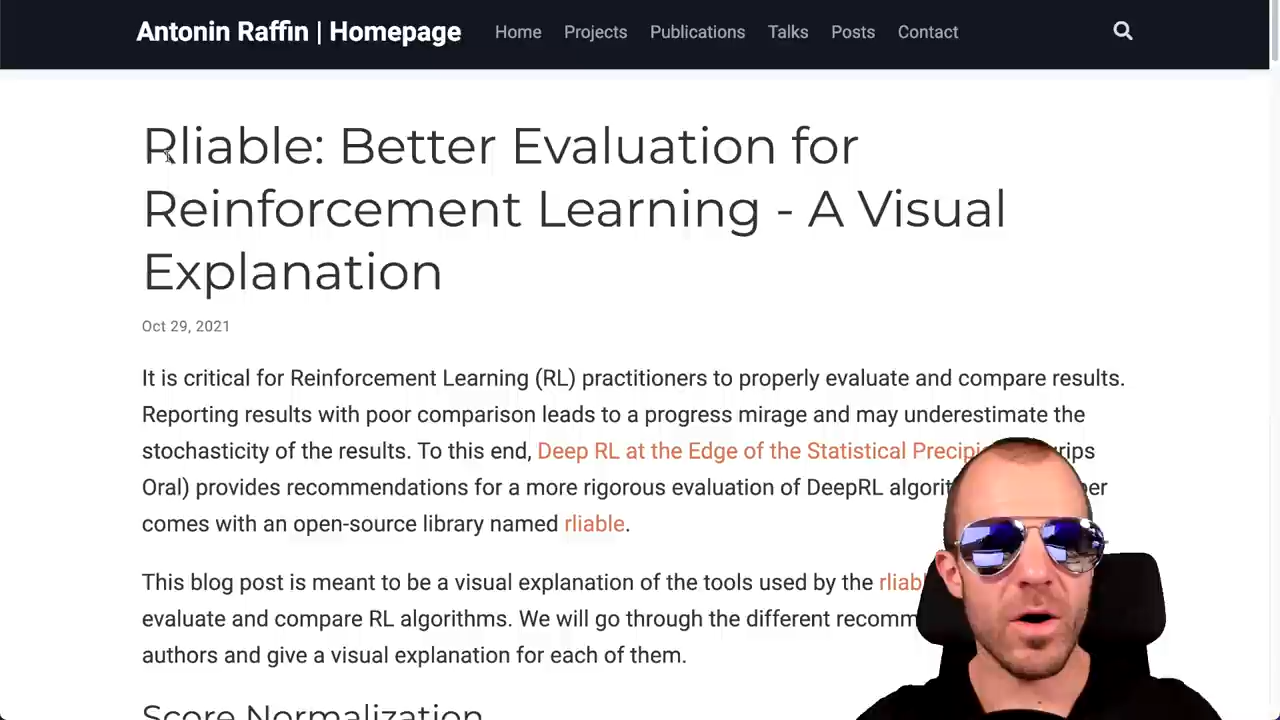 Antonin Raffin | Homepage Home Projects Publications Talks Posts Contact
Rliable: Better Evaluation for
Reinforcement Learning - A Visual
Explanation
Oct 29, 2021
It is critical for Reinforcement Learning (RL) practitioners to properly evaluate and compare results.
Reporting results with poor comparison leads to a progress mirage and may underestimate the
stochasticity of the results. To this end, Deep RL at the Edge of the Statistical
Oral) provides recommendations for a more rigorous evaluation of DeepRL
comes with an open-source library named rliable.
This blog post is meant to be a visual explanation of the tools used by the
evaluate and compare RL algorithms. We will go through the different
authors and give a visual explanation for each of them.
Score Normalization